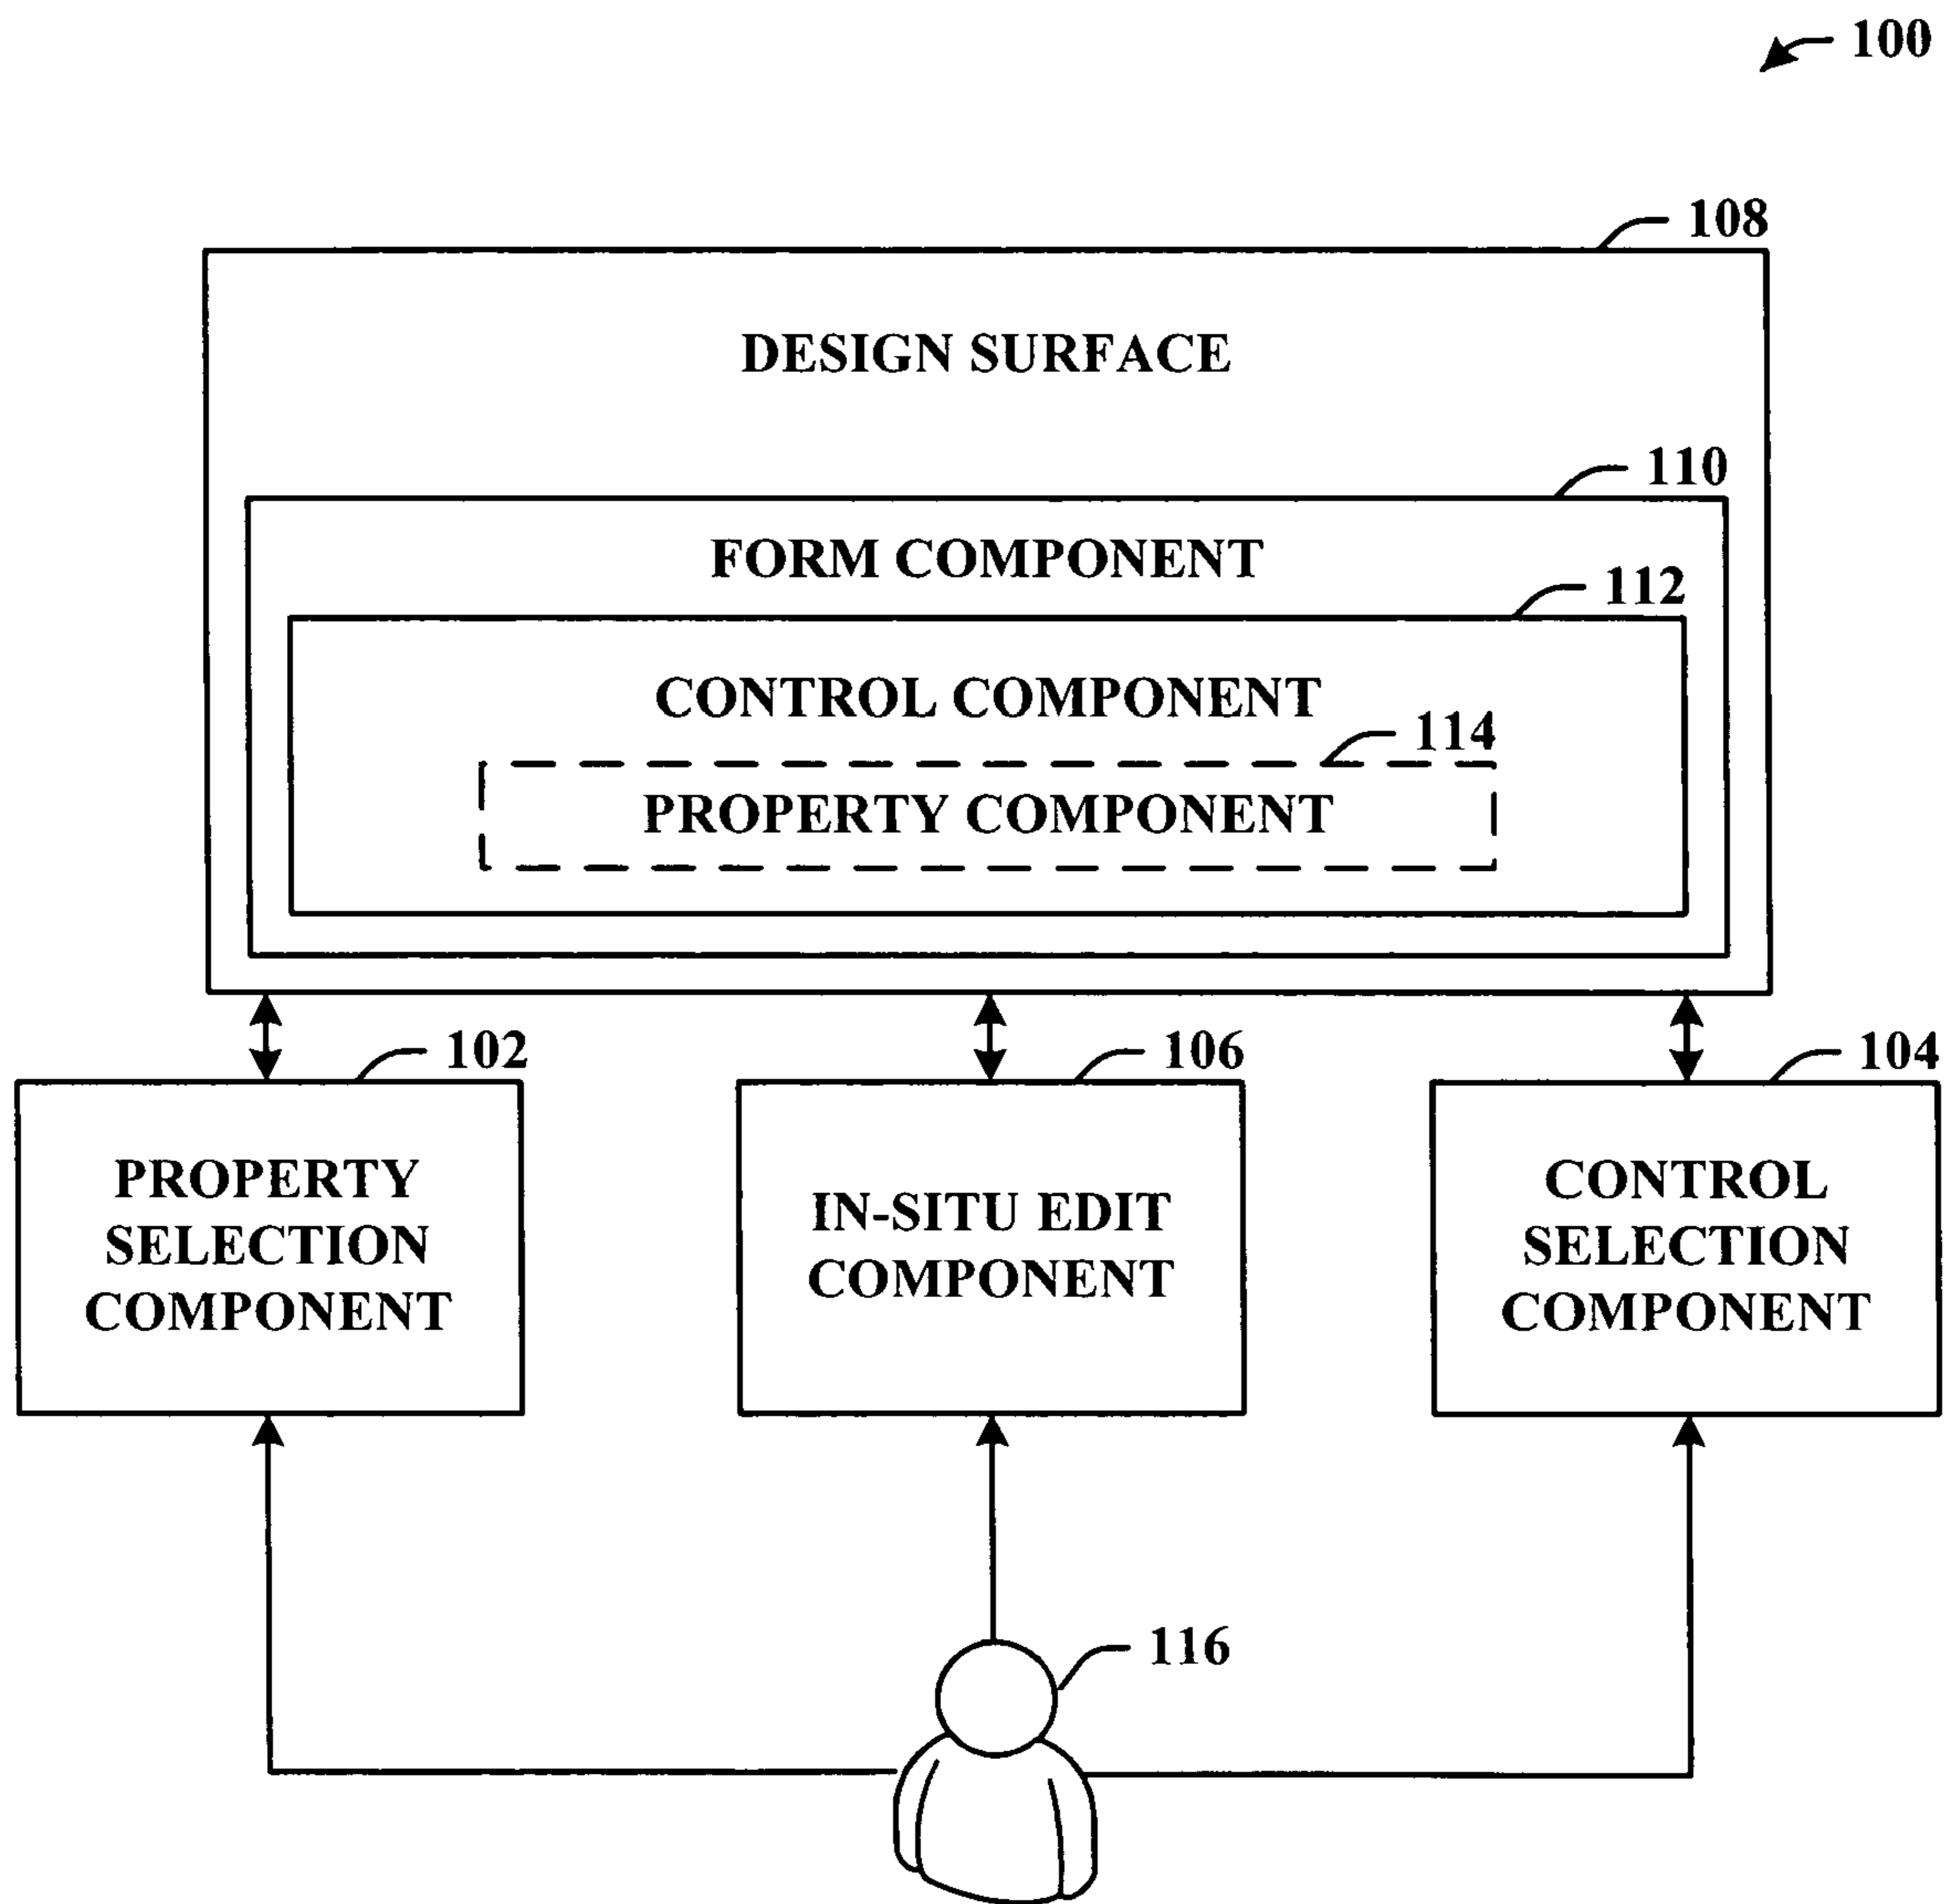 100
108
DESIGN SURFACE
110
FORM COMPONENT
112
CONTROL COMPONENT
114
PROPERTY COMPONENT
102
106
104
PROPERTY
SELECTION
COMPONENT
IN-SITU EDIT
COMPONENT
CONTROL
SELECTION
COMPONENT
116